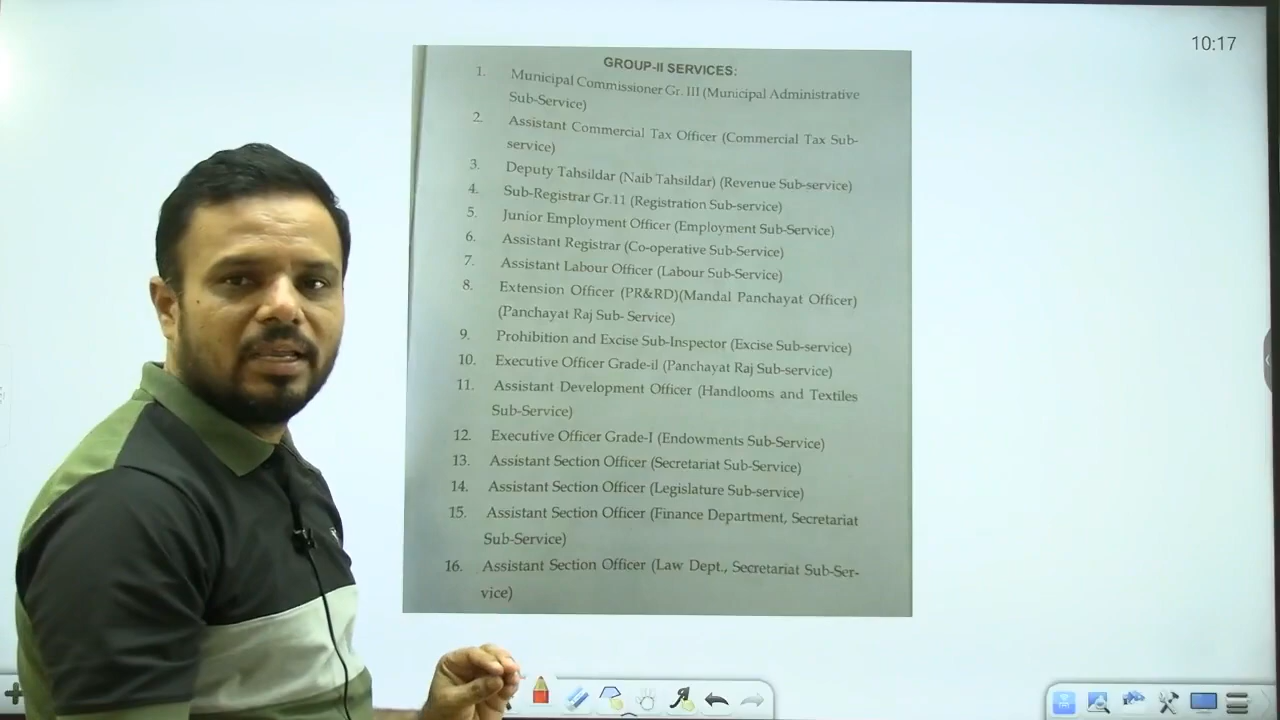 10:17
GROUP-II SERVICES:
1. Municipal Commissioner Gr. III (Municipal Administrative
Sub-Service)
2. Assistant Commercial Tax Officer (Commercial Tax Sub-
service)
3. Deputy Tahsildar (Naib Tahsildar) (Revenue Sub-service)
4. Sub-Registrar Gr.11 (Registration Sub-service)
5. Junior Employment Officer (Employment Sub-Service)
6. Assistant Registrar (Co-operative Sub-Service)
7. Assistant Labour Officer (Labour Sub-Service)
8. Extension Officer (PR&RD)(Mandal Panchayat Officer)
(Panchayat Raj Sub- Service)
9. Prohibition and Excise Sub-Inspector (Excise Sub-service)
10. Executive Officer Grade-il (Panchayat Raj Sub-service)
11. Assistant Development Officer (Handlooms and Textiles
Sub-Service)
12. Executive Officer Grade-I (Endowments Sub-Service)
13. Assistant Section Officer (Secretariat Sub-Service)
14. Assistant Section Officer (Legislature Sub-service)
15. Assistant Section Officer (Finance Department, Secretariat
Sub-Service)
16. Assistant Section Officer (Law Dept., Secretariat Sub-Ser-
vice)